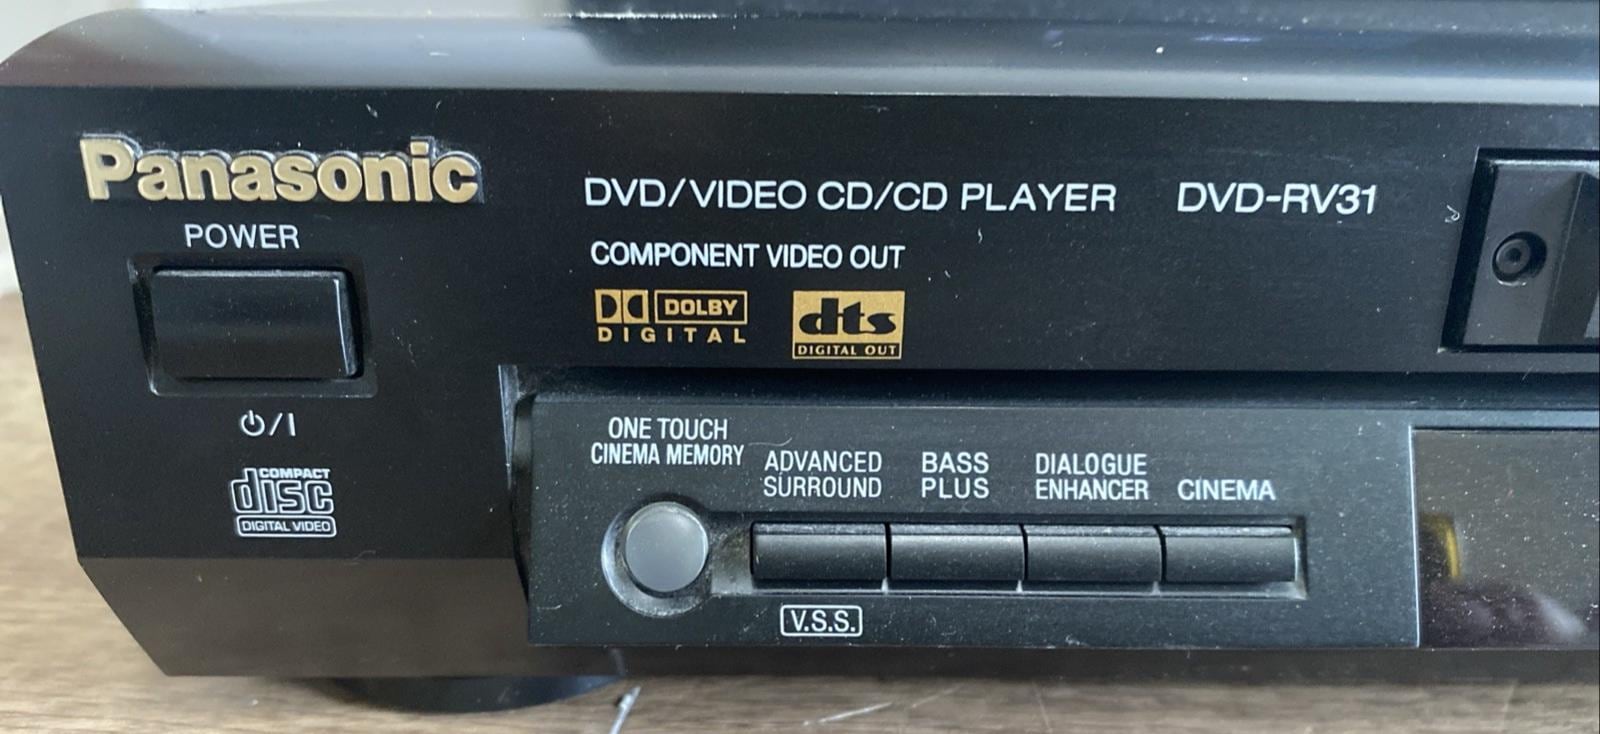 Panasonic
POWER
⏻/I
COMPACT
disc
DIGITAL VIDEO
DVD/VIDEO CD/CD PLAYER DVD-RV31
COMPONENT VIDEO OUT
DOLBY
DIGITAL
dts
DIGITAL OUT
ONE TOUCH
CINEMA MEMORY
ADVANCED
SURROUND
BASS
PLUS
DIALOGUE
ENHANCER
CINEMA
V.S.S.